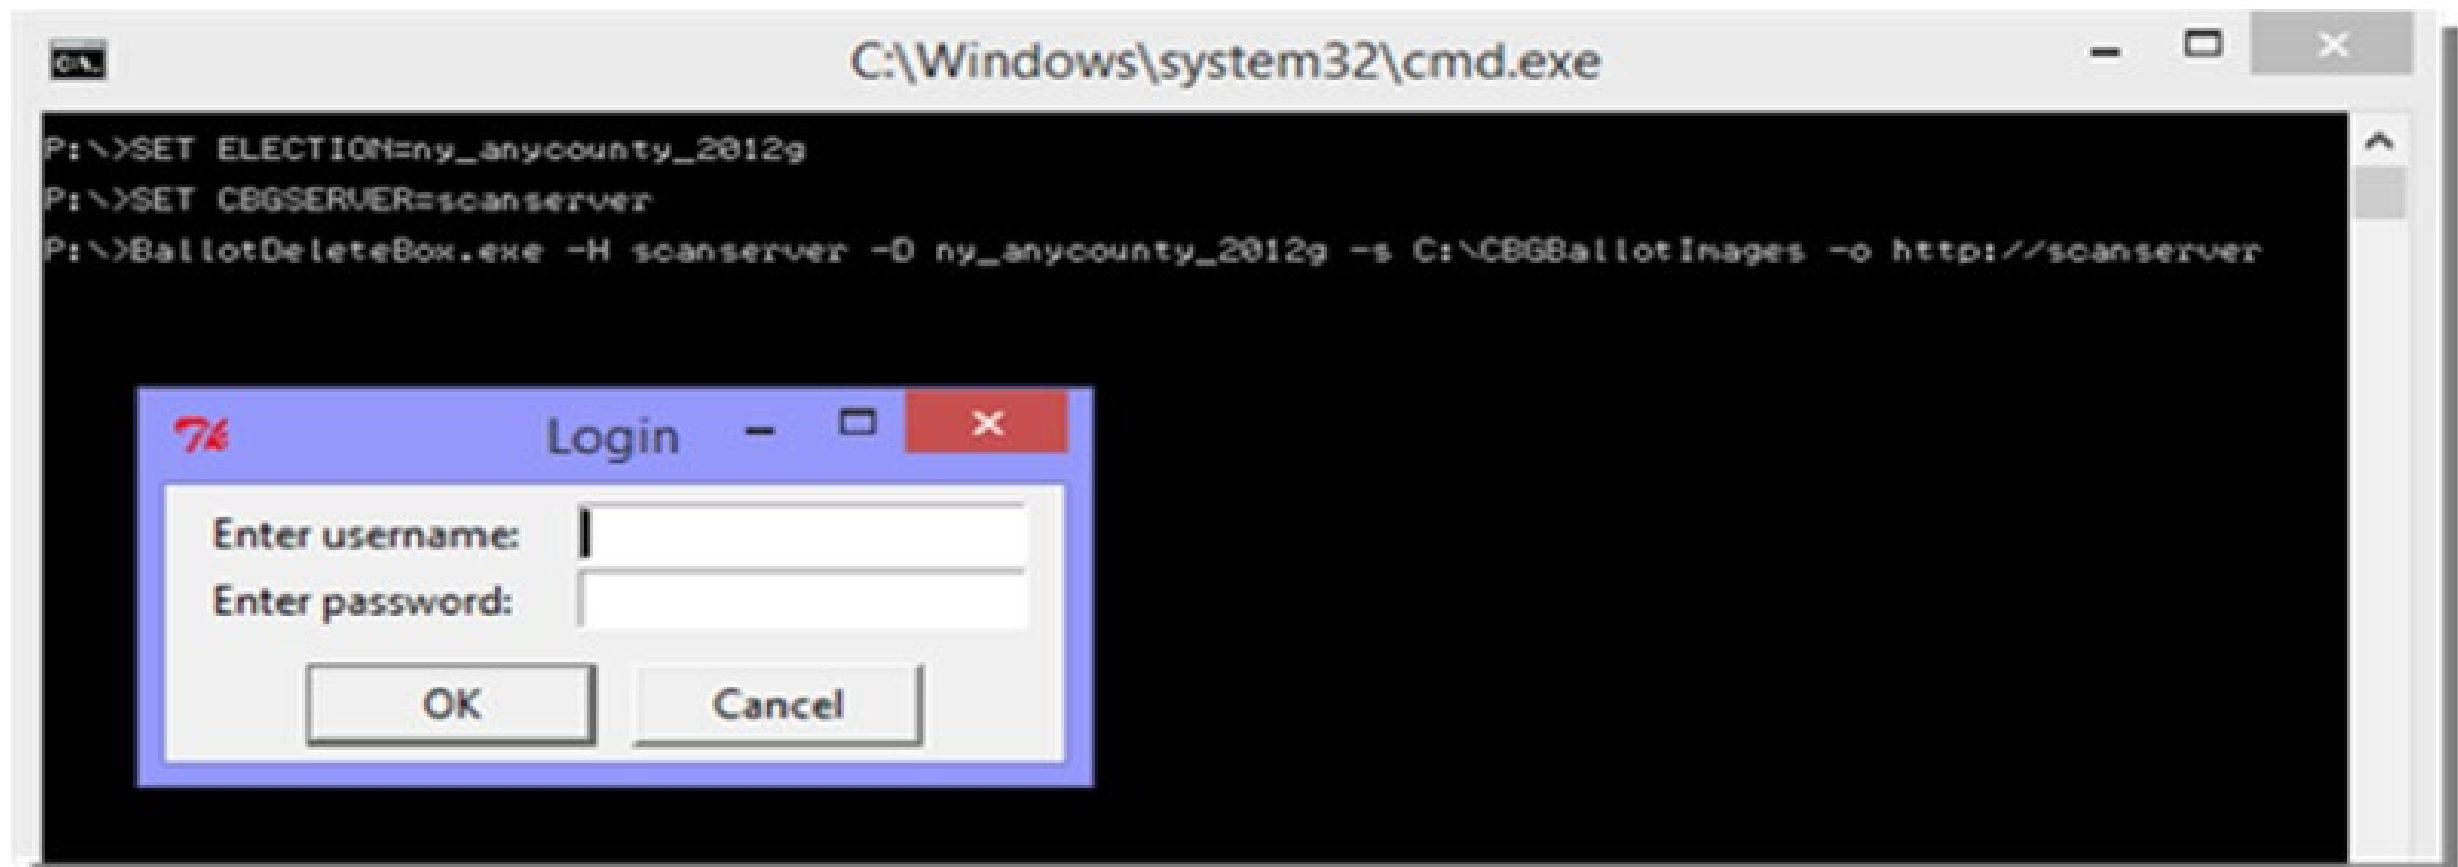 C:\Windows\system32\cmd.exe
P:\>SET ELECTION=ny_anycounty_2012g
P:\>SET CBGSERVER=scanserver
P:\>BallotDeleteBox.exe -H scanserver -D ny_anycounty_2012g -s C:\CBGBallotImages -o http://scanserver
Login
Enter username:
Enter password:
OK Cancel